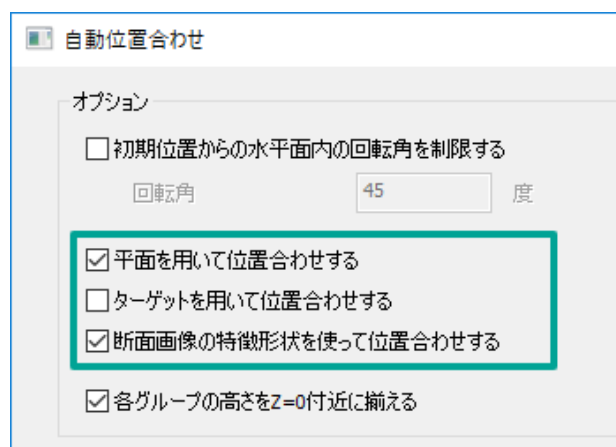 自動位置合わせ
オプション
初期位置からの水平面内の回転角を制限する
回転角 45 度
平面を用いて位置合わせする
ターゲットを用いて位置合わせする
断面画像の特徴形状を使って位置合わせする
各グループの高さをZ=0付近に揃える